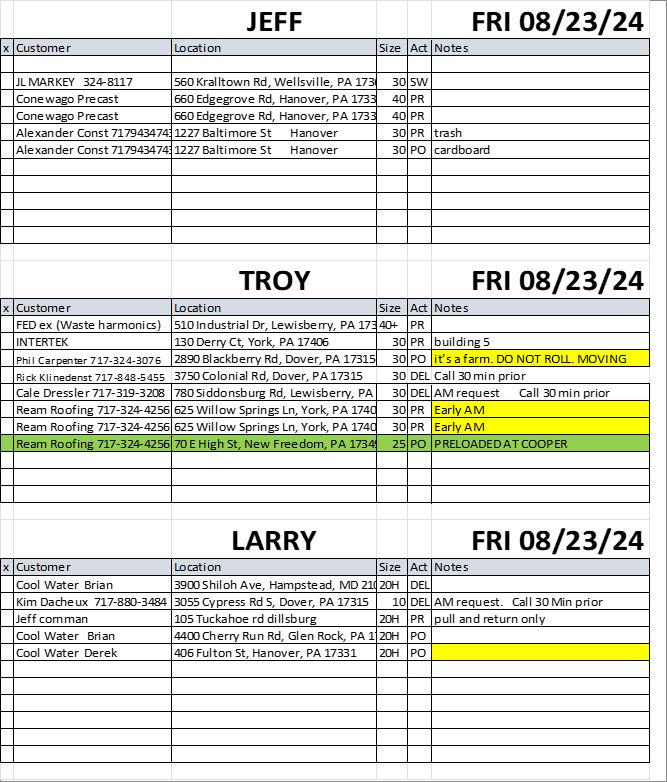 JEFF FRI 08/23/24
x Customer Location Size Act Notes
JL MARKEY 324-8117 560 Kralltown Rd, Wellsville, PA 1736 30 SW
Conewago Precast 660 Edgegrove Rd, Hanover, PA 1733 40 PR
Conewago Precast 660 Edgegrove Rd, Hanover, PA 1733 40 PR
Alexander Const 7179434743 1227 Baltimore St Hanover 30 PR trash
Alexander Const 7179434743 1227 Baltimore St Hanover 30 PO cardboard
TROY FRI 08/23/24
x Customer Location Size Act Notes
FED ex (Waste harmonics) 510 Industrial Dr, Lewisberry, PA 173 40+ PR
INTERTEK 130 Derry Ct, York, PA 17406 30 PR building 5
Phil Carpenter 717-324-3076 2890 Blackberry Rd, Dover, PA 17315 30 PO it's a farm. DO NOT ROLL. MOVING
Rick Klinedenst 717-848-5455 3750 Colonial Rd, Dover, PA 17315 30 DEL Call 30 min prior
Cale Dressler 717-319-3208 780 Siddonsburg Rd, Lewisberry, PA 30 DEL AM request Call 30 min prior
Ream Roofing 717-324-4256 625 Willow Springs Ln, York, PA 1740 30 PR Early AM
Ream Roofing 717-324-4256 625 Willow Springs Ln, York, PA 1740 30 PR Early AM
Ream Roofing 717-324-4256 70 E High St, New Freedom, PA 17349 25 PO PRELOADED AT COOPER
LARRY FRI 08/23/24
x Customer Location Size Act Notes
Cool Water Brian 3900 Shiloh Ave, Hampstead, MD 210 20H DEL
Kim Dacheux 717-880-3484 3055 Cypress Rd S, Dover, PA 17315 10 DEL AM request. Call 30 Min prior
Jeff cornman 105 Tuckahoe rd dillsburg 20H PR pull and return only
Cool Water Brian 4400 Cherry Run Rd, Glen Rock, PA 17 20H PO
Cool Water Derek 406 Fulton St, Hanover, PA 17331 20H PO